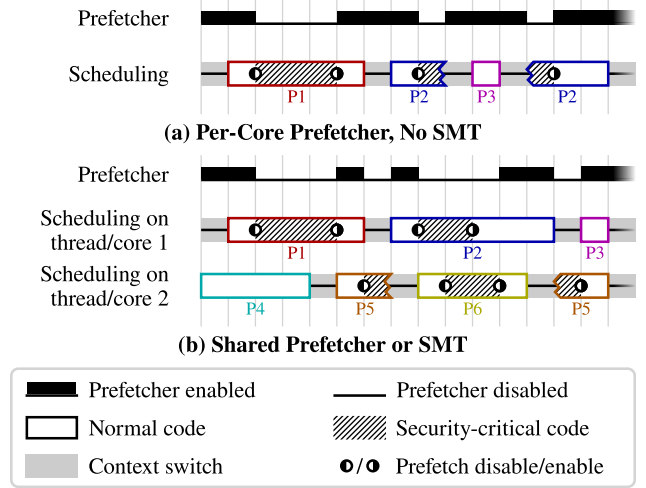 Prefetcher
Scheduling
P1
P2
P3
P2
(a) Per-Core Prefetcher, No SMT
Prefetcher
Scheduling on
thread/core 1
P1
P2
P3
Scheduling on
thread/core 2
P4
P5
P6
P5
(b) Shared Prefetcher or SMT
Prefetcher enabled
Prefetcher disabled
Normal code
Security-critical code
Context switch
/ Prefetch disable/enable